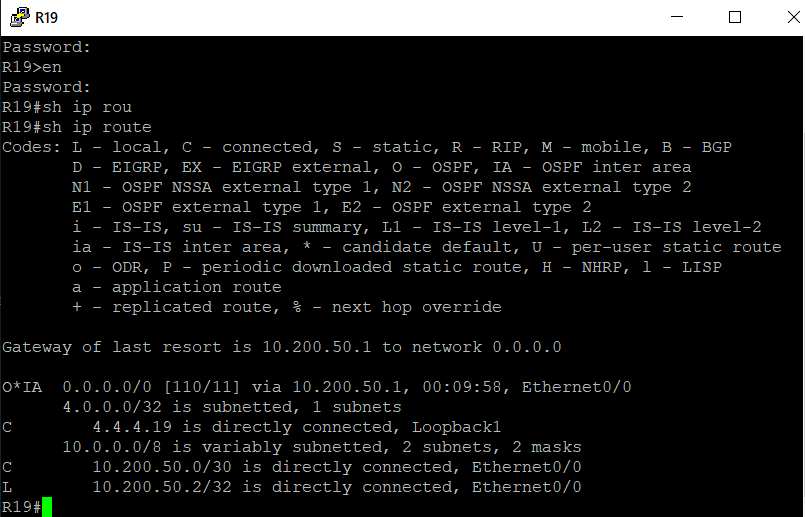 R19
Password:
R19>en
Password:
R19#sh ip rou
R19#sh ip route
Codes: L - local, C - connected, S - static, R - RIP, M - mobile, B - BGP
       D - EIGRP, EX - EIGRP external, O - OSPF, IA - OSPF inter area
       N1 - OSPF NSSA external type 1, N2 - OSPF NSSA external type 2
       E1 - OSPF external type 1, E2 - OSPF external type 2
       i - IS-IS, su - IS-IS summary, L1 - IS-IS level-1, L2 - IS-IS level-2
       ia - IS-IS inter area, * - candidate default, U - per-user static route
       o - ODR, P - periodic downloaded static route, H - NHRP, l - LISP
       a - application route
       + - replicated route, % - next hop override
Gateway of last resort is 10.200.50.1 to network 0.0.0.0
O*IA  0.0.0.0/0 [110/11] via 10.200.50.1, 00:09:58, Ethernet0/0
      4.0.0.0/32 is subnetted, 1 subnets
C        4.4.4.19 is directly connected, Loopback1
      10.0.0.0/8 is variably subnetted, 2 subnets, 2 masks
C        10.200.50.0/30 is directly connected, Ethernet0/0
L        10.200.50.2/32 is directly connected, Ethernet0/0
R19#